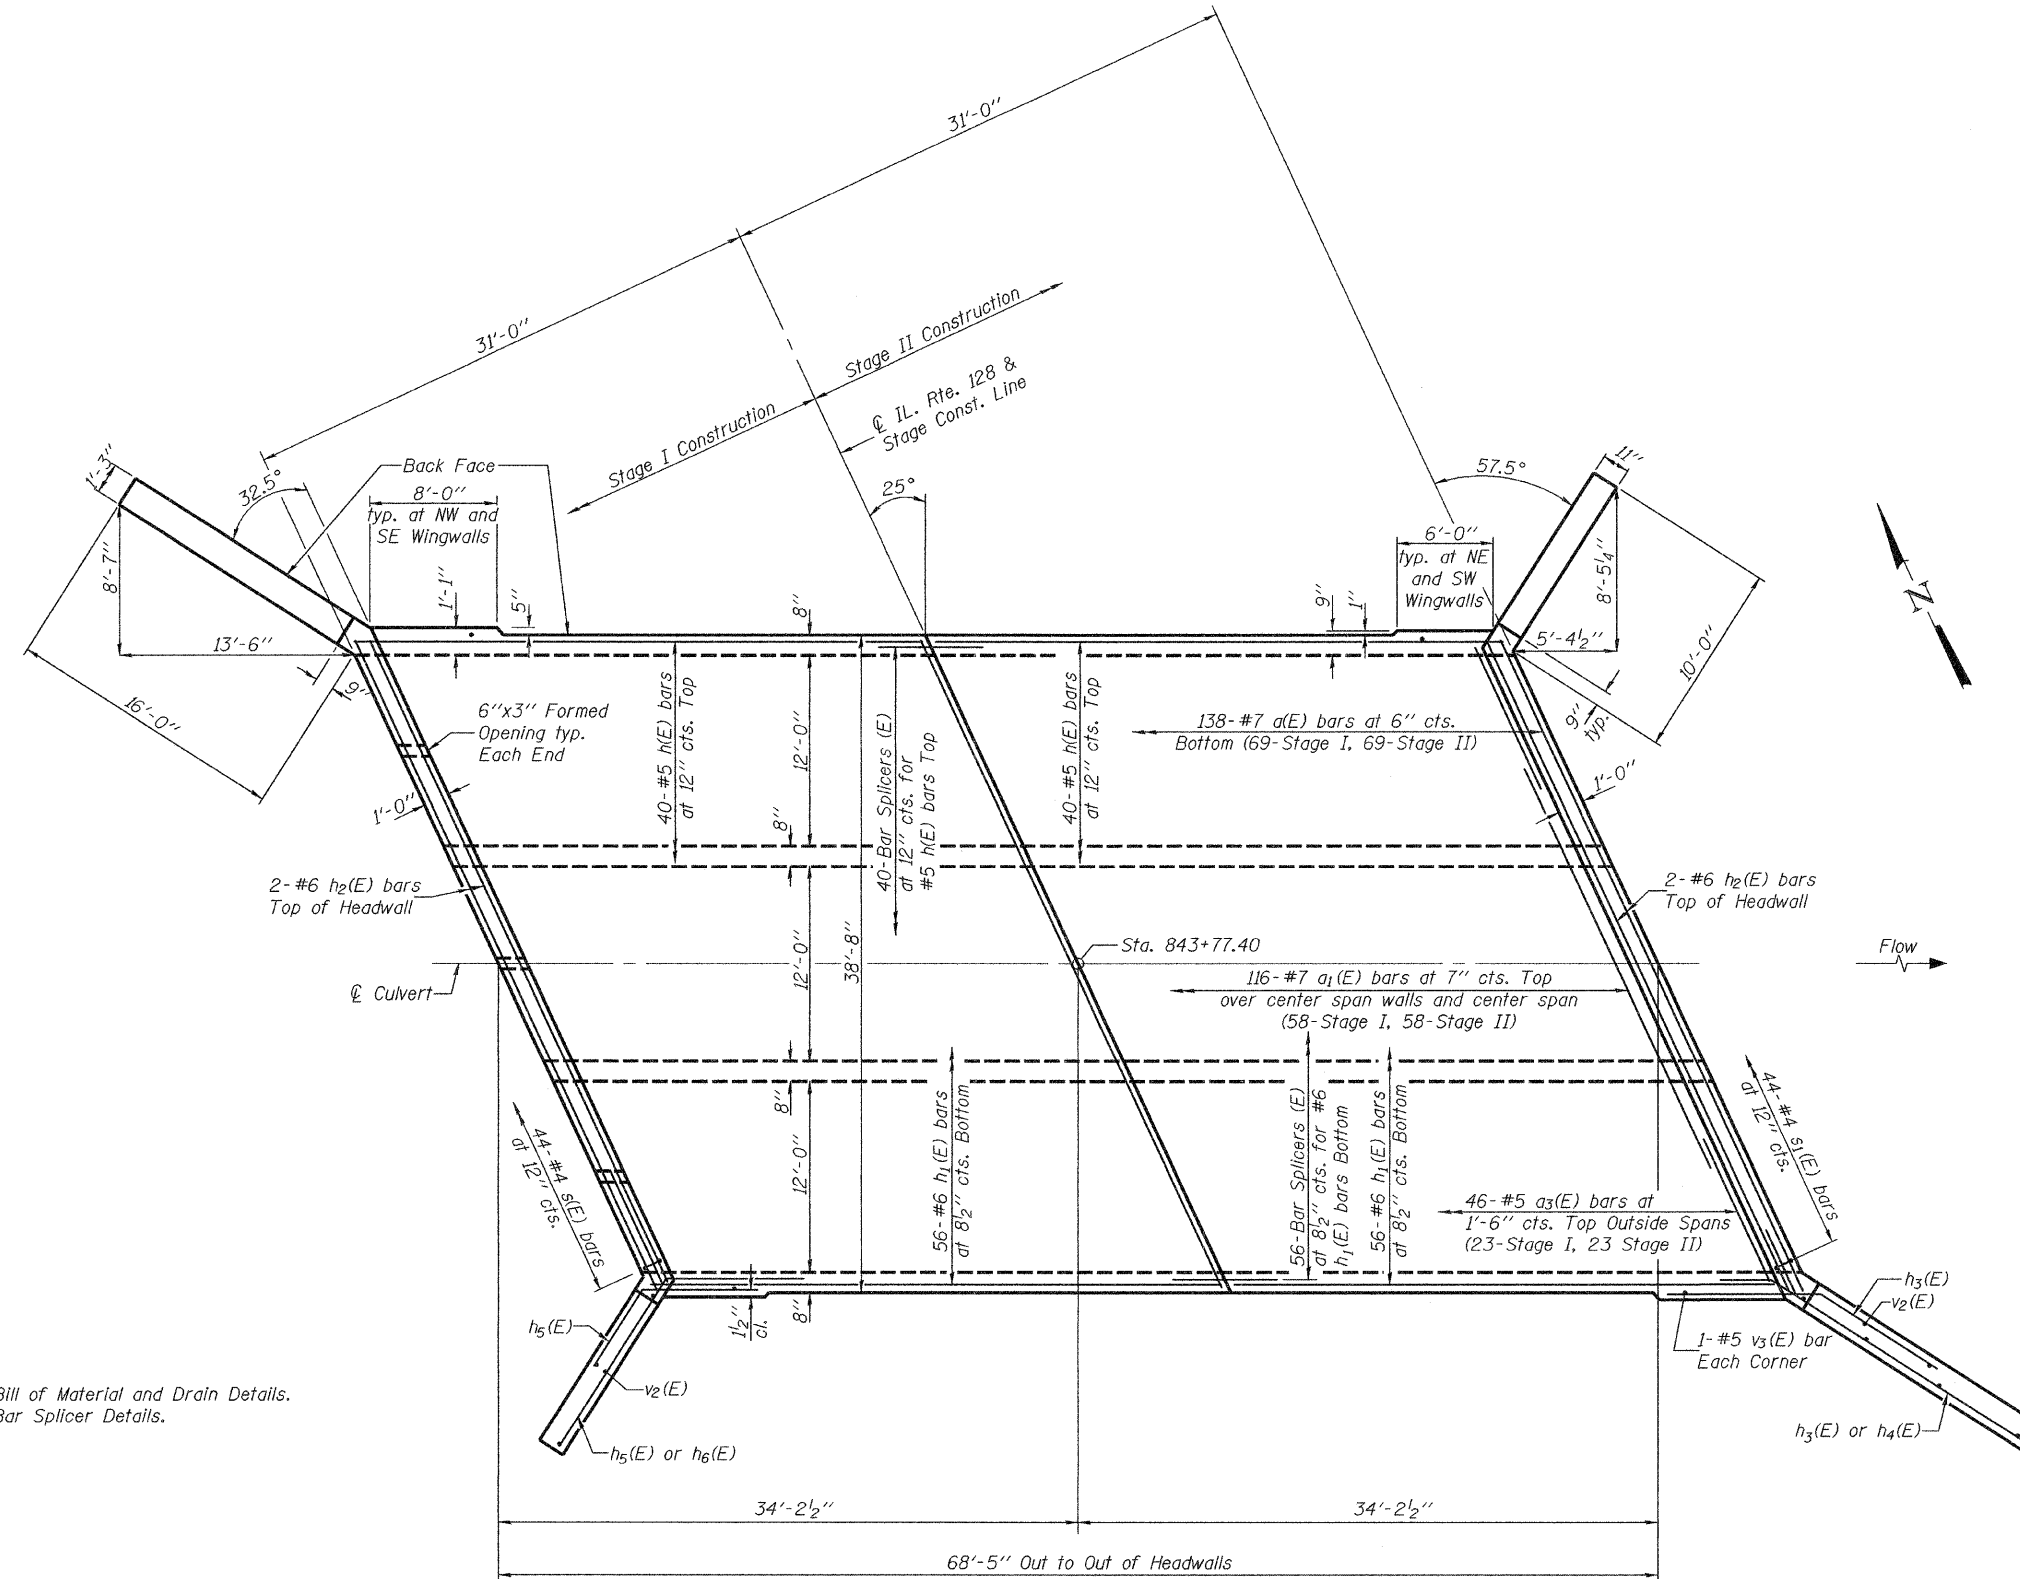 31'-0"
31'-0"
Stage II Construction
Stage I Construction
℄ IL. Rte. 128 &
Stage Const. Line
25°
1'-3"
32.5°
Back Face
8'-0"
typ. at NW and
SE Wingwalls
8'-7"
13'-6"
16'-0"
9"
1'-1"
5"
8"
57.5°
11"
6'-0"
typ. at NE
and SW
Wingwalls
9"
1"
8'-5¼"
5'-4½"
10'-0"
9"
typ.
N
6"x3" Formed
Opening typ.
Each End
1'-0"
40-#5 h(E) bars
at 12" cts. Top
12'-0"
8"
40-Bar Splicers (E)
at 12" cts. for
#5 h(E) bars Top
40-#5 h(E) bars
at 12" cts. Top
138-#7 a(E) bars at 6" cts.
Bottom (69-Stage I, 69-Stage II)
1'-0"
2-#6 h2(E) bars
Top of Headwall
2-#6 h2(E) bars
Top of Headwall
12'-0"
38'-8"
Sta. 843+77.40
Flow
℄ Culvert
116-#7 a1(E) bars at 7" cts. Top
over center span walls and center span
(58-Stage I, 58-Stage II)
8"
12'-0"
44-#4 s(E) bars
at 12" cts.
56-#6 h1(E) bars
at 8½" cts. Bottom
56-Bar Splicers (E)
at 8½" cts. for #6
h1(E) bars Bottom
56-#6 h1(E) bars
at 8½" cts. Bottom
44-#4 s1(E) bars
at 12" cts.
46-#5 a3(E) bars at
1'-6" cts. Top Outside Spans
(23-Stage I, 23 Stage II)
h3(E)
v2(E)
h5(E)
1½"
cl.
8"
1-#5 v3(E) bar
Each Corner
v2(E)
h5(E) or h6(E)
h3(E) or h4(E)
Bill of Material and Drain Details.
Bar Splicer Details.
34'-2½"
34'-2½"
68'-5" Out to Out of Headwalls